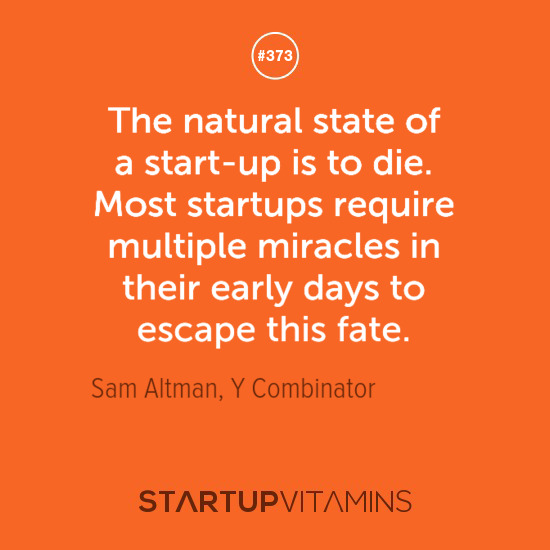 #373
The natural state of
a start-up is to die.
Most startups require
multiple miracles in
their early days to
escape this fate.
Sam Altman, Y Combinator
STARTUPVITAMINS